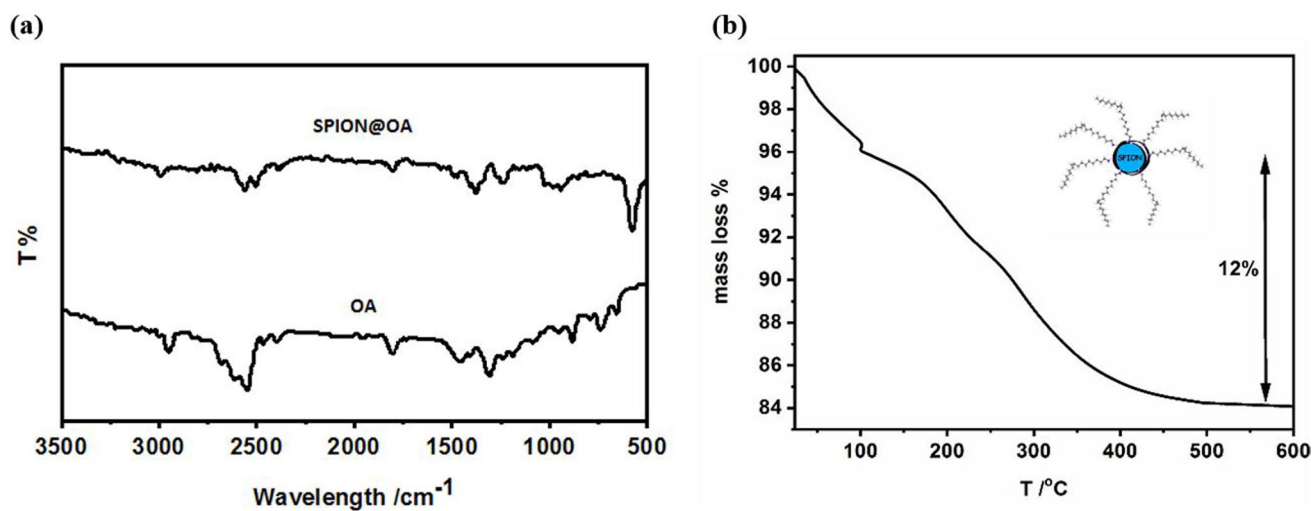 (a)
SPION@OA
OA
T %
3500 3000 2500 2000 1500 1000 500
Wavelength /cm-1
(b)
100
98
96
94
92
90
88
86
84
mass loss %
SPION
12%
100 200 300 400 500 600
T /oC